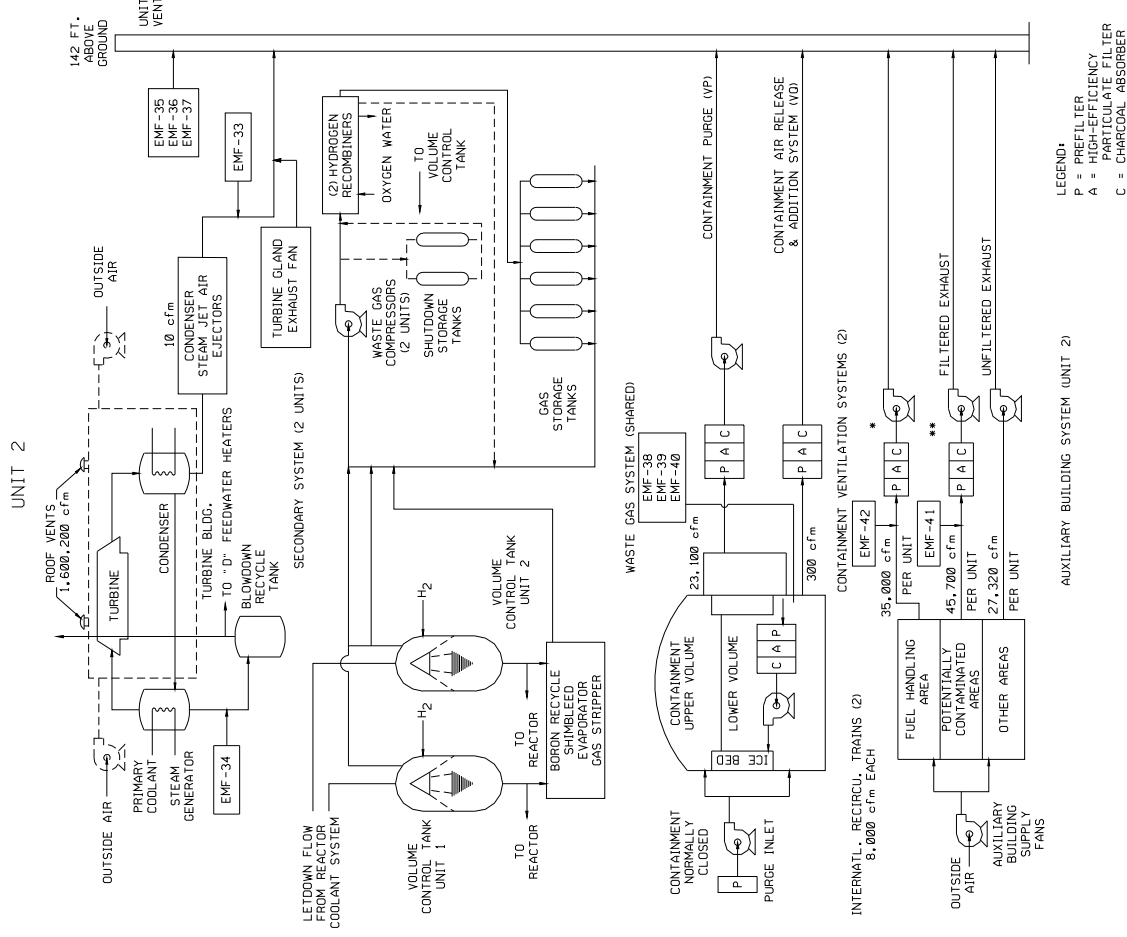 UNIT 2
142 FT.
ABOVE
GROUND
UNIT
VENT
EMF-35
EMF-36
EMF-37
EMF-33
OUTSIDE
AIR
10 cfm
CONDENSER
STEAM JET AIR
EJECTORS
TURBINE GLAND
EXHAUST FAN
ROOF VENTS
1,600,200 cfm
TURBINE
CONDENSER
TURBINE BLDG.
TO "D" FEEDWATER HEATERS
BLOWDOWN
RECYCLE
TANK
OUTSIDE AIR
PRIMARY
COOLANT
STEAM
GENERATOR
EMF-34
SECONDARY SYSTEM (2 UNITS)
(2) HYDROGEN
RECOMBINERS
OXYGEN WATER
TO
VOLUME
CONTROL
TANK
WASTE GAS
COMPRESSORS
(2 UNITS)
SHUTDOWN
STORAGE
TANKS
GAS
STORAGE
TANKS
LETDOWN FLOW
FROM REACTOR
COOLANT SYSTEM
H2
H2
VOLUME
CONTROL TANK
UNIT 1
VOLUME
CONTROL TANK
UNIT 2
TO
REACTOR
TO
REACTOR
BORON RECYCLE
SHIMBLED
EVAPORATOR
GAS STRIPPER
WASTE GAS SYSTEM (SHARED)
EMF-38
EMF-39
EMF-40
CONTAINMENT PURGE (VP)
CONTAINMENT AIR RELEASE
& ADDITION SYSTEM (VQ)
P A C
P A C
23,100 cfm
300 cfm
CONTAINMENT
UPPER VOLUME
LOWER VOLUME
C A P
ICE BED
CONTAINMENT
NORMALLY
CLOSED
P
PURGE INLET
CONTAINMENT VENTILATION SYSTEMS (2)
INTERNATL. RECIRCU. TRAINS (2)
8,000 cfm EACH
EMF-42
35,000 cfm
PER UNIT
P A C
*
EMF-41
45,700 cfm
PER UNIT
P A C
**
FILTERED EXHAUST
27,320 cfm
PER UNIT
UNFILTERED EXHAUST
FUEL HANDLING
AREA
POTENTIALLY
CONTAMINATED
AREAS
OTHER AREAS
OUTSIDE
AIR
AUXILIARY
BUILDING
SUPPLY
FANS
AUXILIARY BUILDING SYSTEM (UNIT 2)
LEGEND:
P = PREFILTER
A = HIGH-EFFICIENCY
PARTICULATE FILTER
C = CHARCOAL ABSORBER